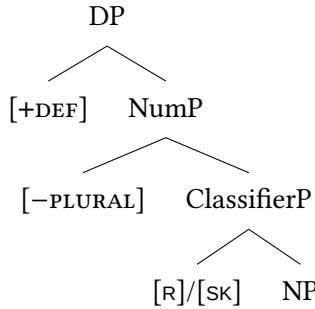 DP
[+DEF] NumP
[−PLURAL] ClassifierP
[R]/[SK] NP